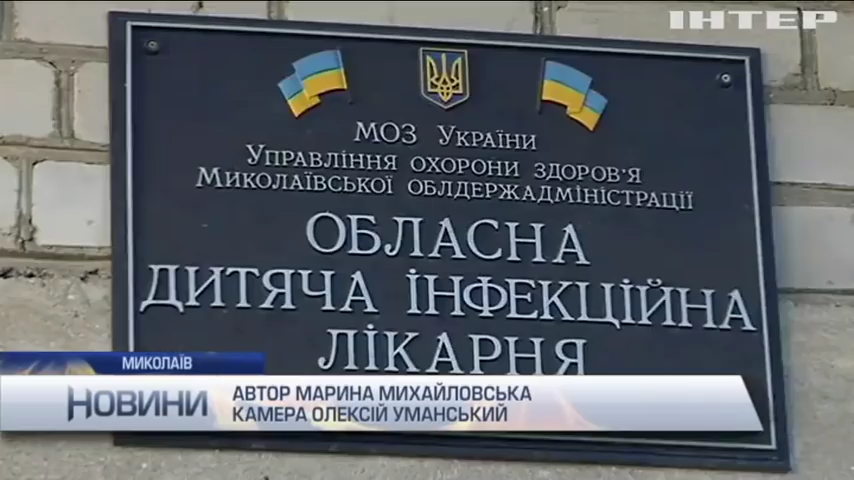 ІНТЕР
МОЗ України
Управління охорони здоров'я
Миколаївської облдержадміністрації
ОБЛАСНА
ДИТЯЧА ІНФЕКЦІЙНА
ЛІКАРНЯ
МИКОЛАЇВ
НОВИНИ
АВТОР МАРИНА МИХАЙЛОВСЬКА
КАМЕРА ОЛЕКСІЙ УМАНСЬКИЙ